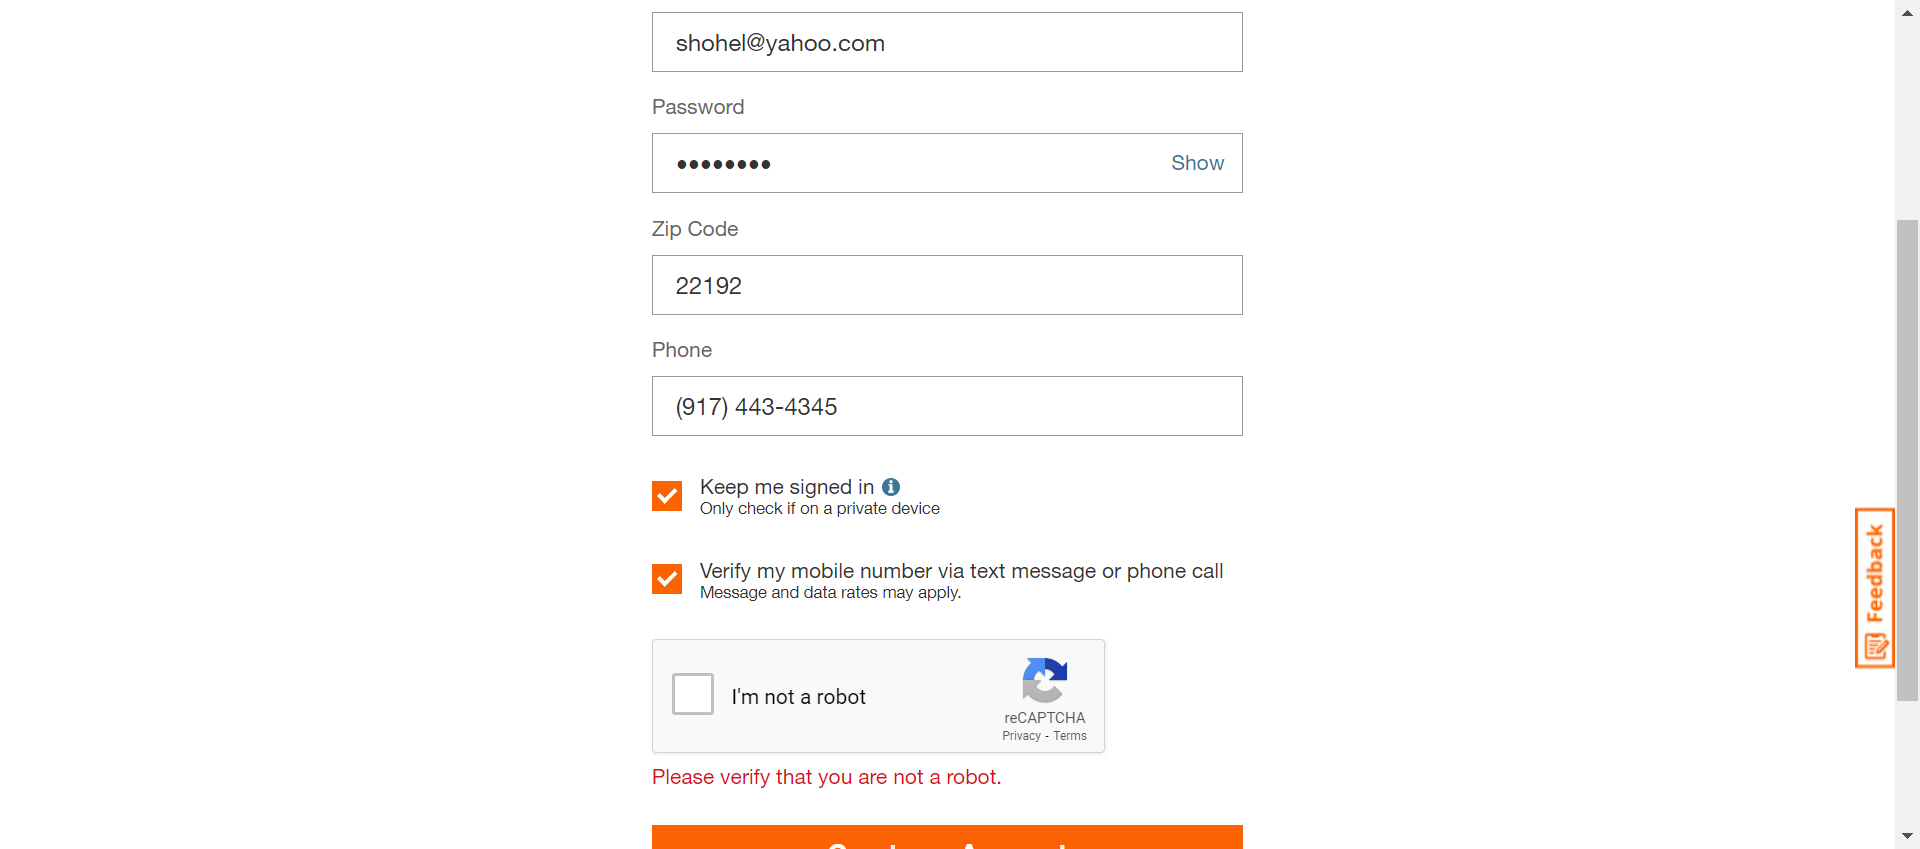 shohel@yahoo.com
Password
●●●●●●●●
Show
Zip Code
22192
Phone
(917) 443-4345
Keep me signed in
Only check if on a private device
Verify my mobile number via text message or phone call
Message and data rates may apply.
I'm not a robot
reCAPTCHA
Privacy - Terms
Please verify that you are not a robot.
Feedback